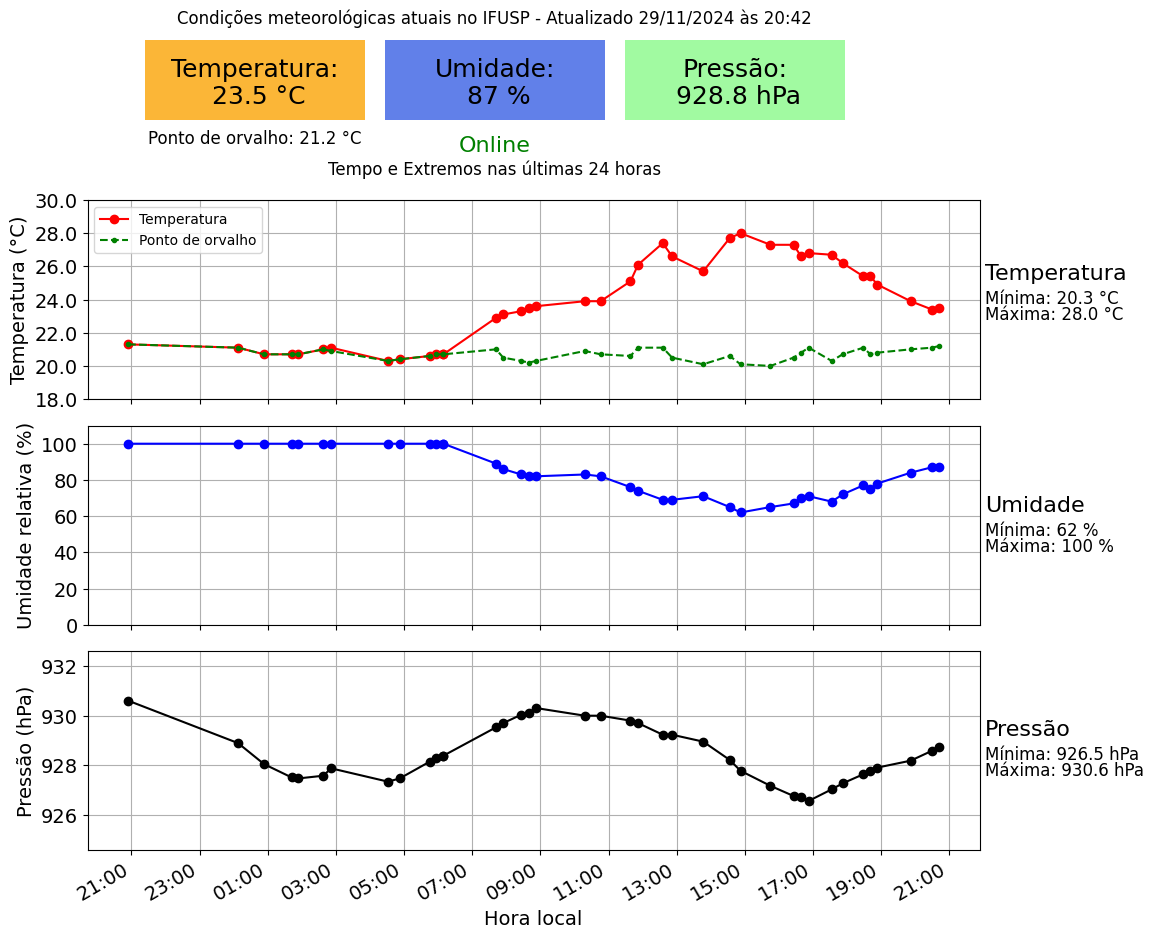 Condições meteorológicas atuais no IFUSP - Atualizado 29/11/2024 às 20:42
Temperatura:
23.5 °C
Umidade:
87 %
Pressão:
928.8 hPa
Ponto de orvalho: 21.2 °C
Online
Tempo e Extremos nas últimas 24 horas
Temperatura (°C)
30.0
28.0
26.0
24.0
22.0
20.0
18.0
Temperatura
Ponto de orvalho
Temperatura
Mínima: 20.3 °C
Máxima: 28.0 °C
Umidade relativa (%)
100
80
60
40
20
0
Umidade
Mínima: 62 %
Máxima: 100 %
Pressão (hPa)
932
930
928
926
Pressão
Mínima: 926.5 hPa
Máxima: 930.6 hPa
21:00
23:00
01:00
03:00
05:00
07:00
09:00
11:00
13:00
15:00
17:00
19:00
21:00
Hora local